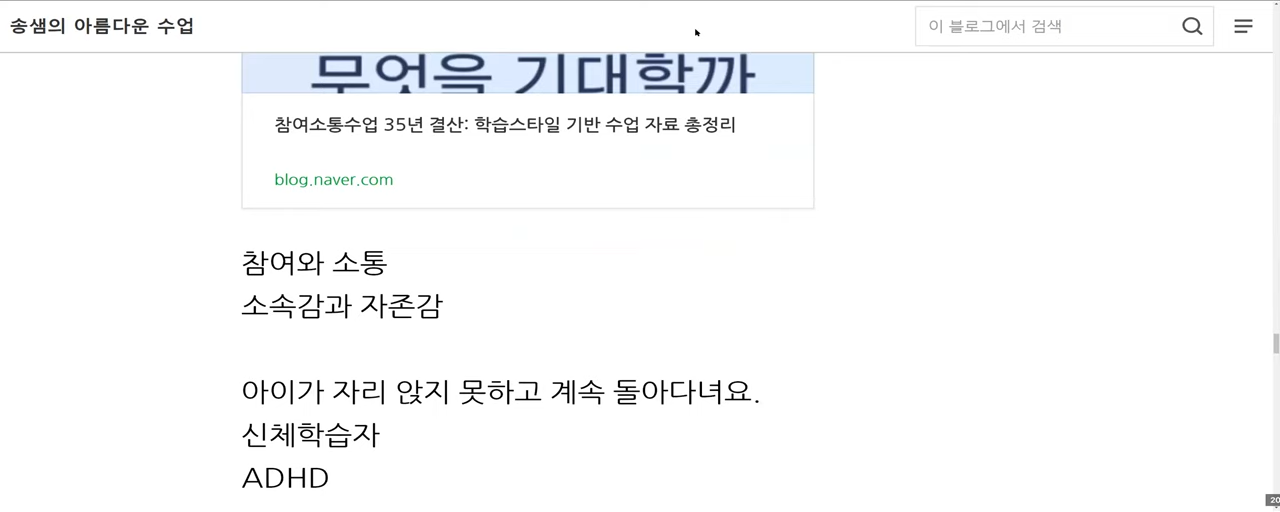 송샘의 아름다운 수업
이 블로그에서 검색
무엇을 기대할까
참여소통수업 35년 결산: 학습스타일 기반 수업 자료 총정리
blog.naver.com
참여와 소통
소속감과 자존감
아이가 자리 앉지 못하고 계속 돌아다녀요.
신체학습자
ADHD
20